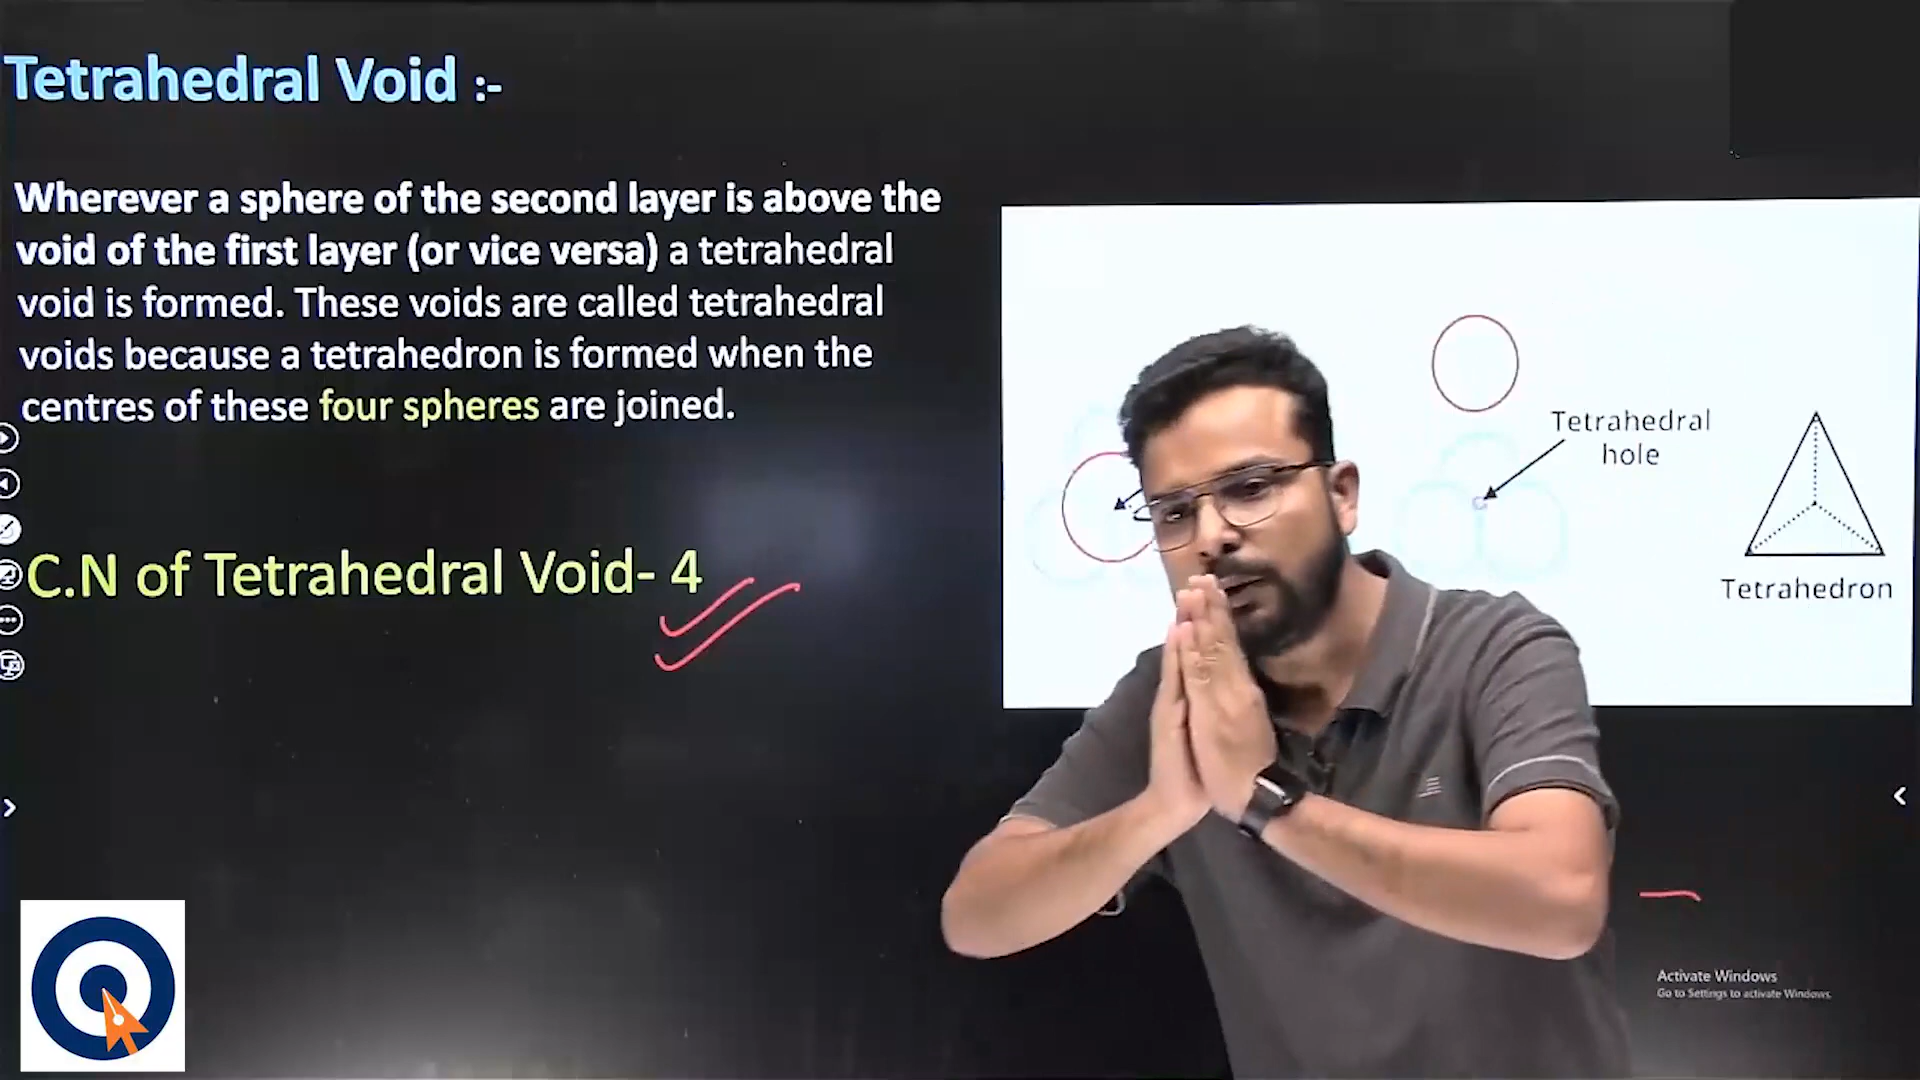 Tetrahedral Void :-
Wherever a sphere of the second layer is above the
void of the first layer (or vice versa) a tetrahedral
void is formed. These voids are called tetrahedral
voids because a tetrahedron is formed when the
centres of these four spheres are joined.
C.N of Tetrahedral Void- 4
Tetrahedral
hole
Tetrahedron
Activate Windows
Go to Settings to activate Windows.